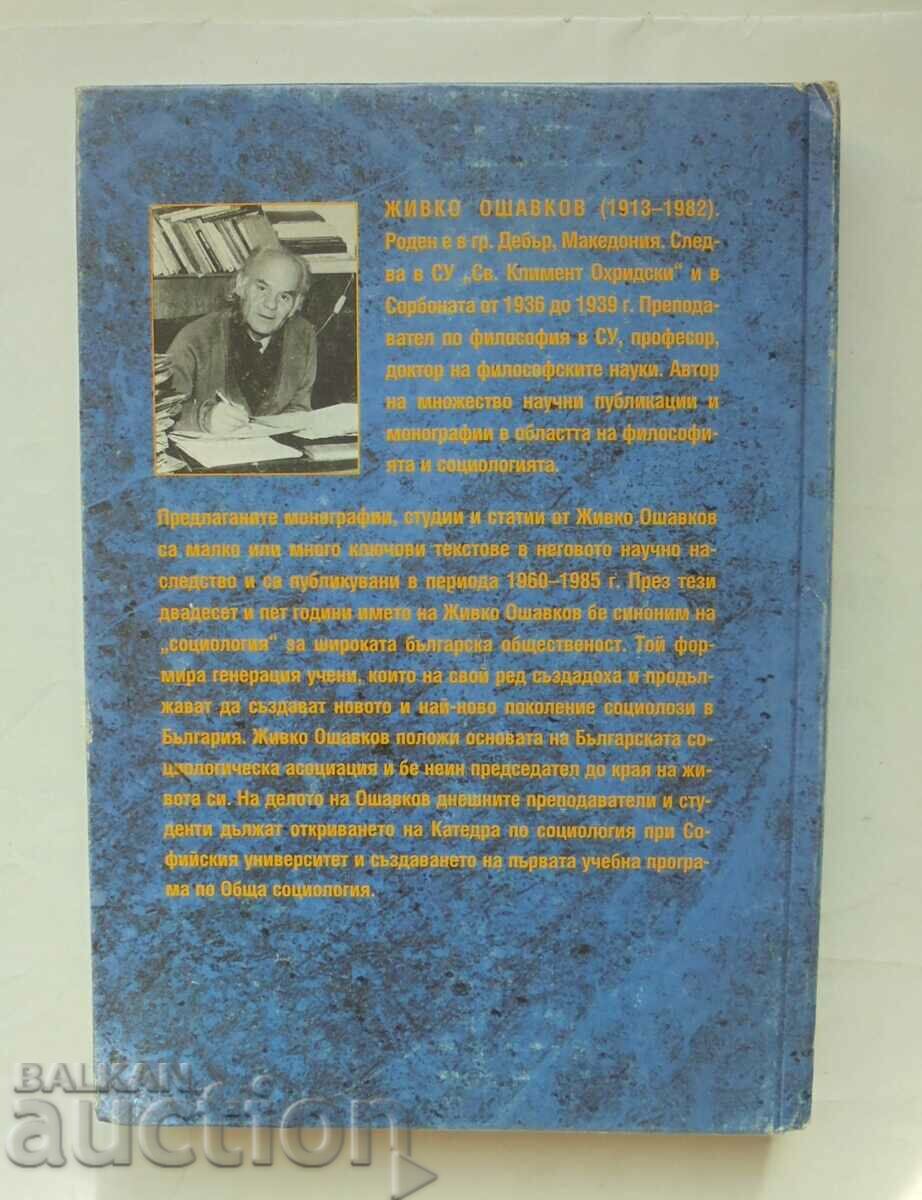 ЖИВКО ОШАВКОВ (1913–1982).
Роден е в гр. Дебър, Македония. След-
ва в СУ „Св. Климент Охридски“ и в
Сорбоната от 1936 до 1939 г. Препода-
вател по философия в СУ, професор,
доктор на философските науки. Автор
на множество научни публикации и
монографии в областта на философи-
ята и социологията.
Предлаганите монографии, студии и статии от Живко Ошавков
са малко или много ключови текстове в неговото научно на-
следство и са публикувани в периода 1960–1985 г. През тези
двадесет и пет години името на Живко Ошавков бе синоним на
„социология“ за широката българска общественост. Той фор-
мира генерация учени, които на свой ред създадоха и продъл-
жават да създават новото и най-ново поколение социолози в
България. Живко Ошавков положи основата на Българската со-
циологическа асоциация и бе неин председател до края на жи-
вота си. На делото на Ошавков днешните преподаватели и сту-
денти дължат откриването на Катедра по социология при Со-
фийския университет и създаването на първата учебна програ-
ма по Обща социология.
BALKAN
auction